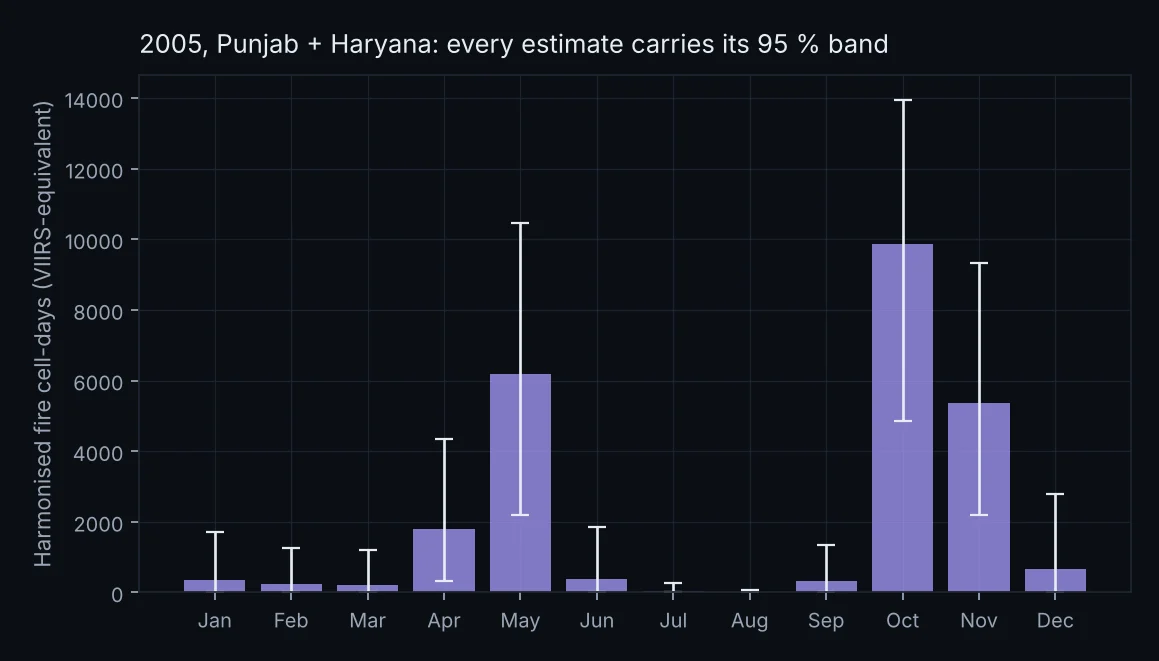 2005, Punjab + Haryana: every estimate carries its 95 % band
Harmonised fire cell-days (VIIRS-equivalent)
14000
12000
10000
8000
6000
4000
2000
0
Jan Feb Mar Apr May Jun Jul Aug Sep Oct Nov Dec